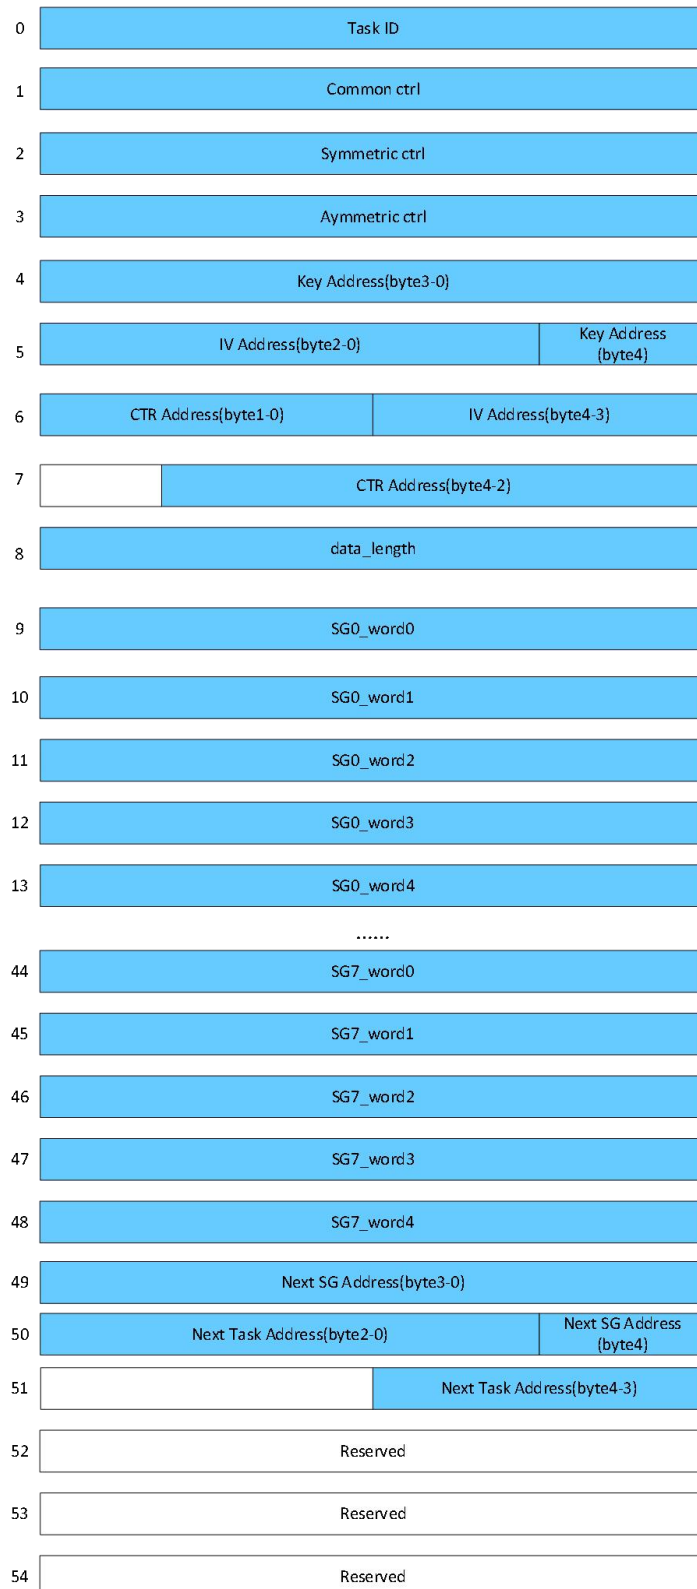 0 Task ID
1 Common ctrl
2 Symmetric ctrl
3 Aymmetric ctrl
4 Key Address(byte3-0)
5 IV Address(byte2-0) Key Address
(byte4)
6 CTR Address(byte1-0) IV Address(byte4-3)
7 CTR Address(byte4-2)
8 data_length
9 SG0_word0
10 SG0_word1
11 SG0_word2
12 SG0_word3
13 SG0_word4
......
44 SG7_word0
45 SG7_word1
46 SG7_word2
47 SG7_word3
48 SG7_word4
49 Next SG Address(byte3-0)
50 Next Task Address(byte2-0) Next SG Address
(byte4)
51 Next Task Address(byte4-3)
52 Reserved
53 Reserved
54 Reserved